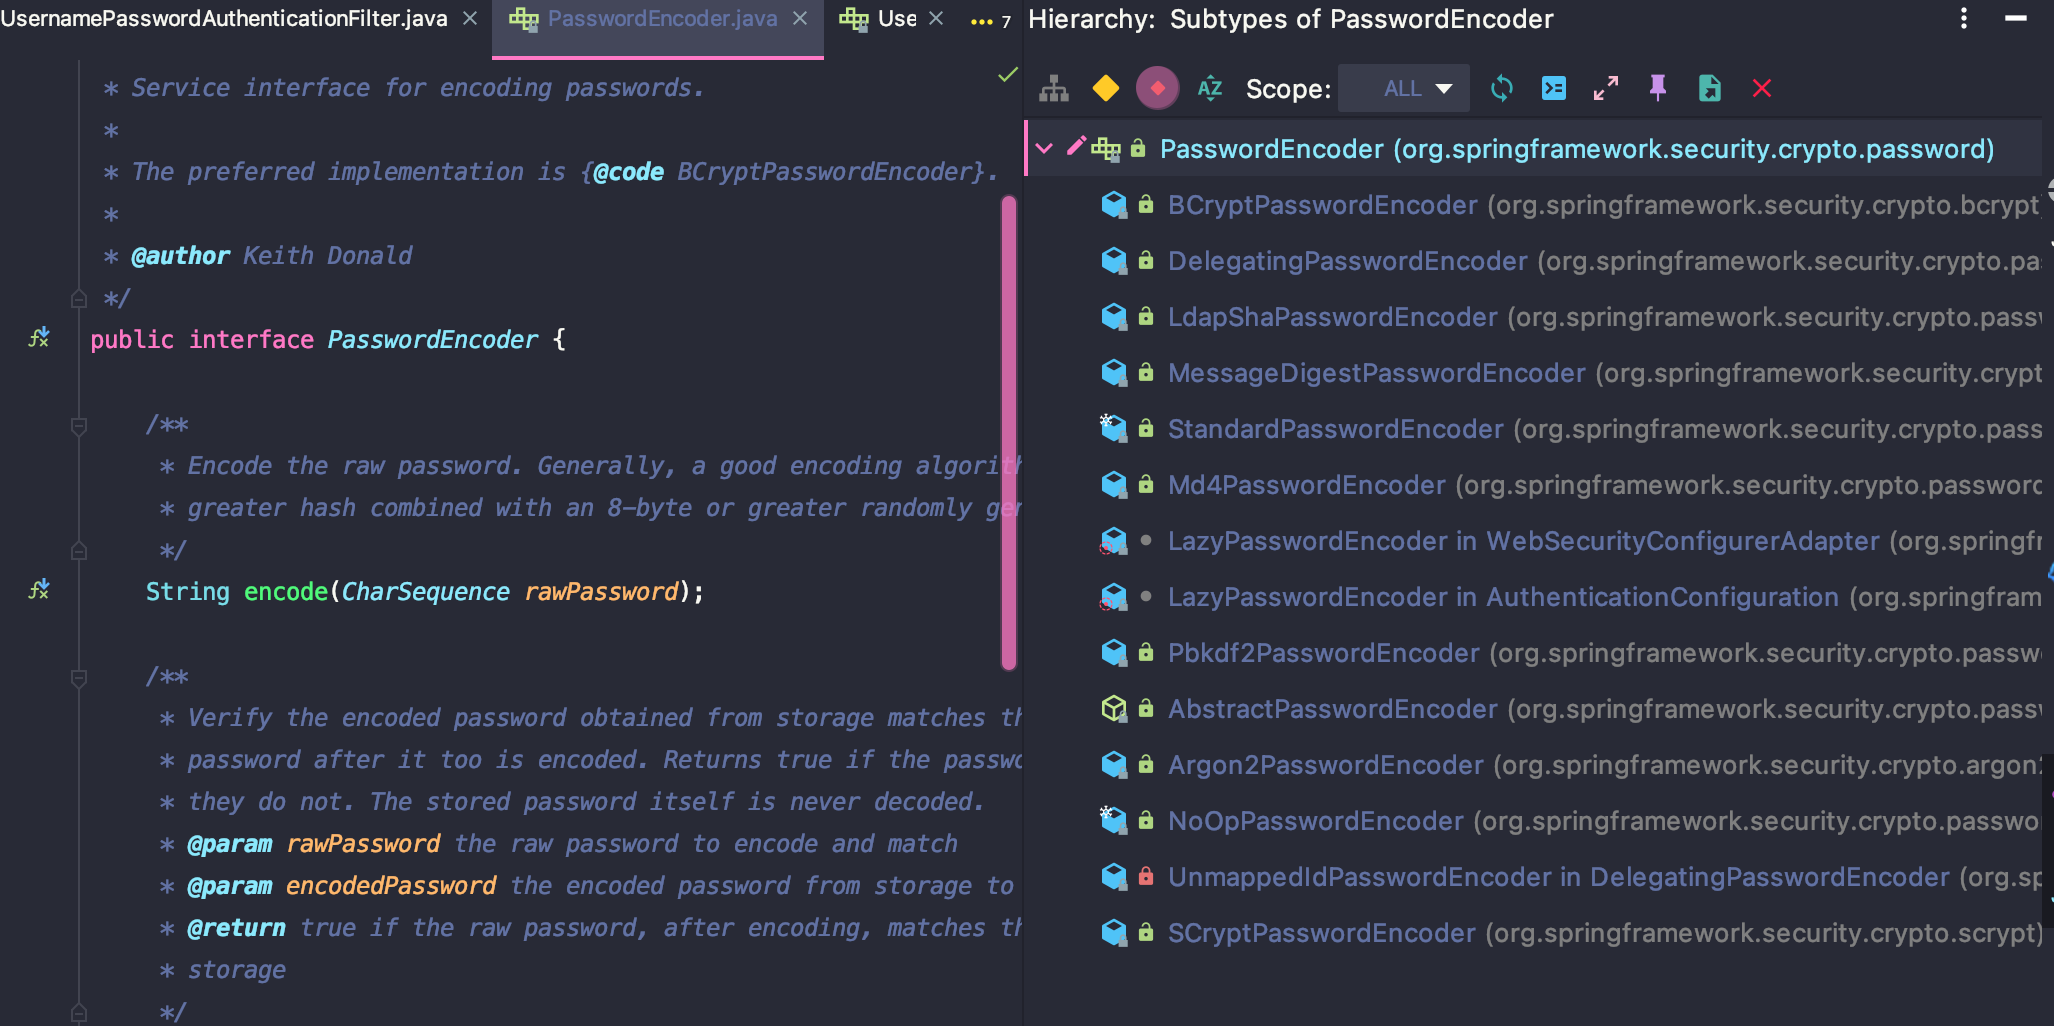 UsernamePasswordAuthenticationFilter.java
PasswordEncoder.java
Use
7
Hierarchy: Subtypes of PasswordEncoder
Scope: ALL
* Service interface for encoding passwords.
*
* The preferred implementation is {@code BCryptPasswordEncoder}.
*
* @author Keith Donald
*/
public interface PasswordEncoder {
/**
* Encode the raw password. Generally, a good encoding algorith
* greater hash combined with an 8-byte or greater randomly gen
*/
String encode(CharSequence rawPassword);
/**
* Verify the encoded password obtained from storage matches th
* password after it too is encoded. Returns true if the passwo
* they do not. The stored password itself is never decoded.
* @param rawPassword the raw password to encode and match
* @param encodedPassword the encoded password from storage to
* @return true if the raw password, after encoding, matches th
* storage
*/
PasswordEncoder (org.springframework.security.crypto.password)
BCryptPasswordEncoder (org.springframework.security.crypto.bcrypt)
DelegatingPasswordEncoder (org.springframework.security.crypto.pa
LdapShaPasswordEncoder (org.springframework.security.crypto.passw
MessageDigestPasswordEncoder (org.springframework.security.crypt
StandardPasswordEncoder (org.springframework.security.crypto.pass
Md4PasswordEncoder (org.springframework.security.crypto.password
LazyPasswordEncoder in WebSecurityConfigurerAdapter (org.springfr
LazyPasswordEncoder in AuthenticationConfiguration (org.springfram
Pbkdf2PasswordEncoder (org.springframework.security.crypto.passw
AbstractPasswordEncoder (org.springframework.security.crypto.passw
Argon2PasswordEncoder (org.springframework.security.crypto.argon2
NoOpPasswordEncoder (org.springframework.security.crypto.passwo
UnmappedIdPasswordEncoder in DelegatingPasswordEncoder (org.sp
SCryptPasswordEncoder (org.springframework.security.crypto.scrypt)